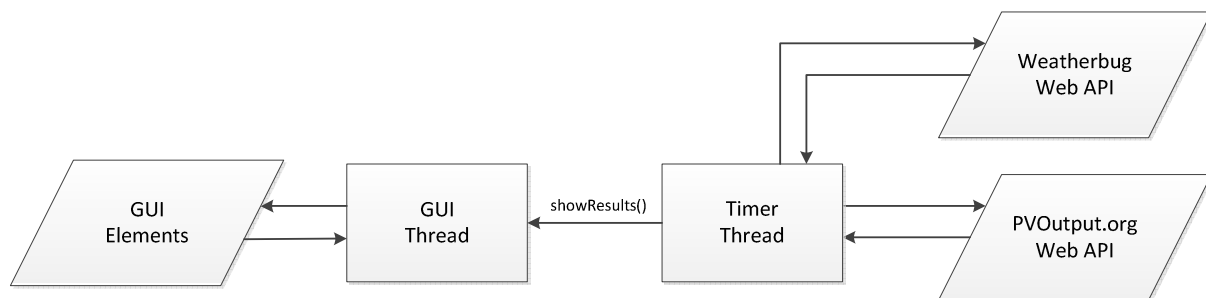 Weatherbug
Web API
GUI
Elements
GUI
Thread
showResults()
Timer
Thread
PVOutput.org
Web API